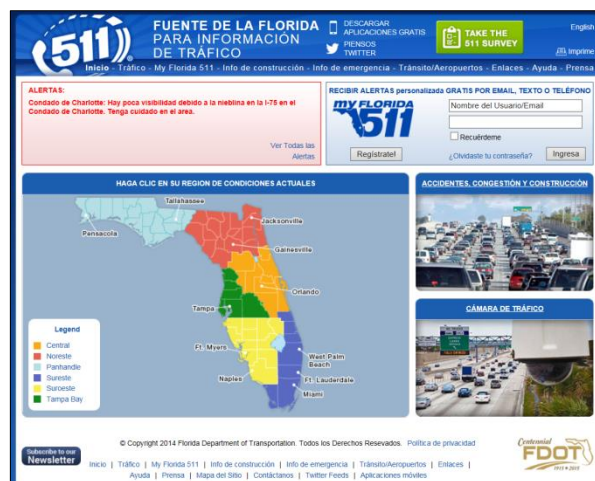 511
FUENTE DE LA FLORIDA
PARA INFORMACIÓN
DE TRÁFICO
DESCARGAR
APLICACIONES GRATIS
PIENSOS
TWITTER
TAKE THE
511 SURVEY
English
Imprime
Inicio - Tráfico - My Florida 511 - Info de construcción - Info de emergencia - Tránsito/Aeropuertos - Enlaces - Ayuda - Prensa
ALERTAS:
Condado de Charlotte: Hay poca visibilidad debido a la nieblina en la I-75 en el
Condado de Charlotte. Tenga cuidado en el area.
Ver Todas las
Alertas
RECIBIR ALERTAS personalizada GRATIS POR EMAIL, TEXTO O TELÉFONO
my FLORIDA
511
Nombre del Usuario/Email
Recuérdeme
Regístrate!
¿Olvidaste tu contraseña?
Ingresa
HAGA CLIC EN SU REGION DE CONDICIONES ACTUALES
Tallahassee
Pensacola
Jacksonville
Gainesville
Orlando
Tampa
Ft. Myers
Naples
West Palm
Beach
Ft. Lauderdale
Miami
Legend
Central
Noreste
Panhandle
Sureste
Suroeste
Tampa Bay
ACCIDENTES, CONGESTIÓN Y CONSTRUCCIÓN
CÁMARA DE TRÁFICO
© Copyright 2014 Florida Department of Transportation. Todos los Derechos Resevados. Política de privacidad
Subscribe to our
Newsletter
Inicio | Tráfico | My Florida 511 | Info de construcción | Info de emergencia | Tránsito/Aeropuertos | Enlaces |
Ayuda | Prensa | Mapa del Sitio | Contáctanos | Twitter Feeds | Aplicaciones móviles
Centennial
FDOT
1915 • 2015